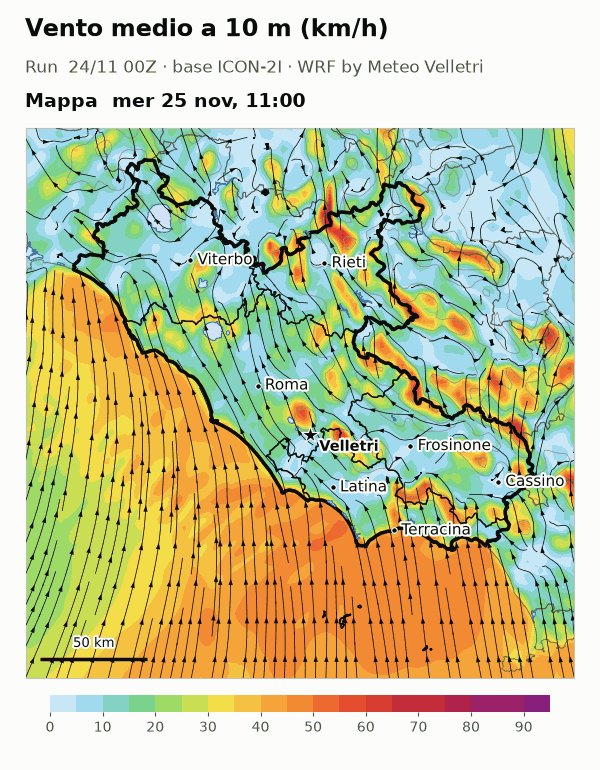 Vento medio a 10 m (km/h)
Run  24/11 00Z · base ICON-2I · WRF by Meteo Velletri
Mappa  mer 25 nov, 11:00
Viterbo
Rieti
Roma
Velletri
Frosinone
Latina
Cassino
Terracina
50 km
0 10 20 30 40 50 60 70 80 90